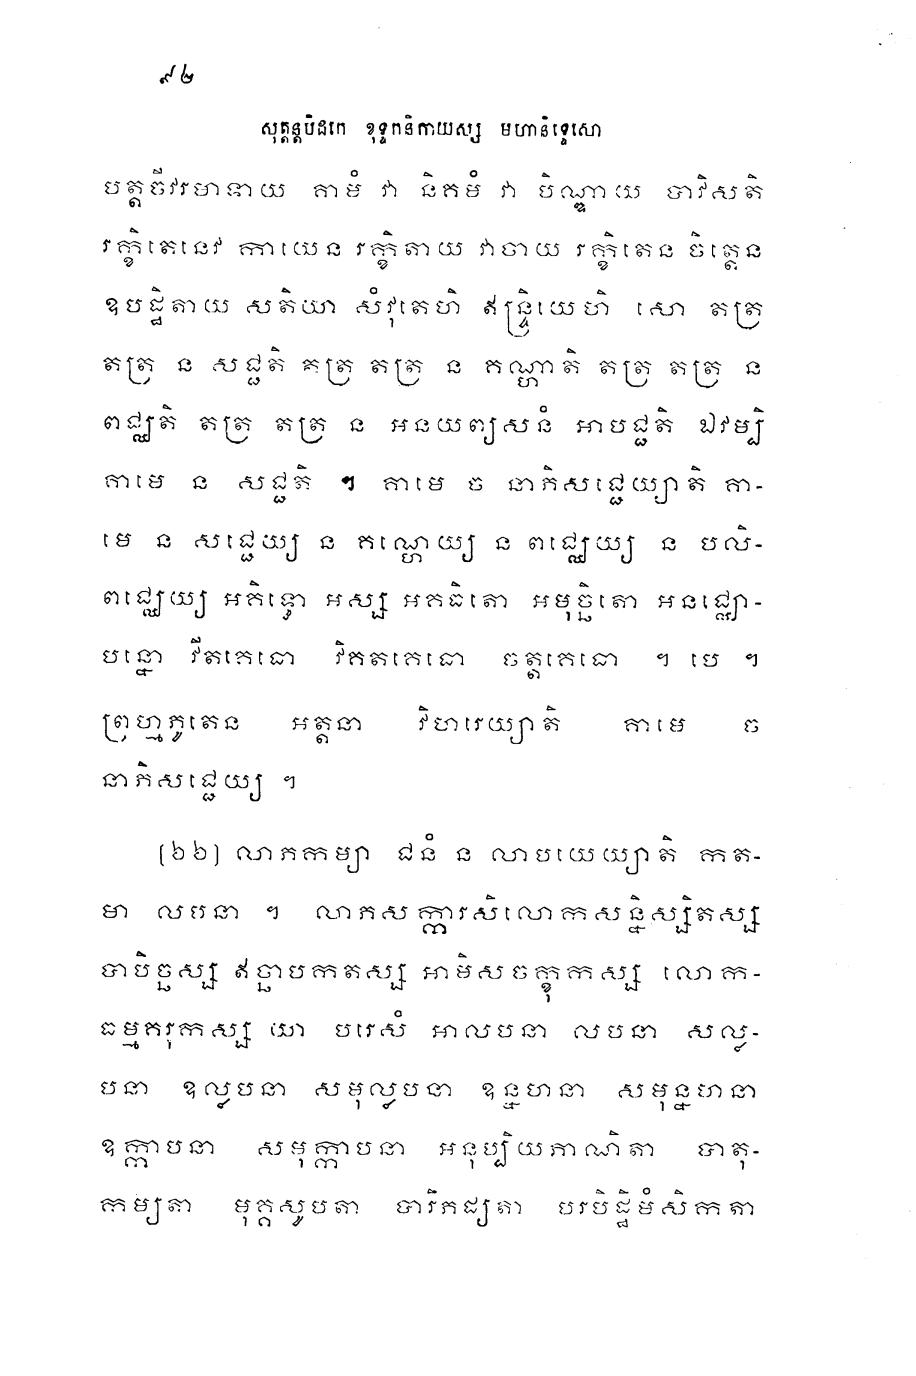 ៩២
សុត្តន្តបិដកេ ខុទ្ទកនិកាយស្ស មហានិទ្ទេសោ
បត្តចីវរមាទាយ គាមំ វា និគមំ វា បិណ្ឌាយ បាវិសតិ
រក្ខិតេនេវ កាយេន រក្ខិតាយ វាចាយ រក្ខិតេន ចិត្តេន
ឧបដ្ឋិតាយ សតិយា សំវុតេហិ ឥន្ទ្រិយេហិ សោ តត្រ
តត្រ ន សជ្ជតិ តត្រ តត្រ ន គណ្ហាតិ តត្រ តត្រ ន
ពជ្ឈតិ តត្រ តត្រ ន អនយព្យសនំ អាបជ្ជតិ ឯវម្បិ
គាមេ ន សជ្ជតិ ។ គាមេ ច នាភិសជ្ជេយ្យាតិ គា-
មេ ន សជ្ជេយ្យ ន គណ្ហេយ្យ ន ពជ្ឈេយ្យ ន បលិ-
ពជ្ឈេយ្យ អគិទ្ធោ អស្ស អគធិតោ អមុច្ឆិតោ អនជ្ឈោ-
បន្នោ វីតគេធោ វិគតគេធោ ចត្តគេធោ ។ បេ ។
ព្រហ្មភូតេន អត្តនា វិហរេយ្យាតិ គាមេ ច
នាភិសជ្ជេយ្យ ។
(៦៦) លាភកម្យា ជនំ ន លាបយេយ្យាតិ កត-
មា លបនា ។ លាភសក្ការសិលោកសន្និស្សិតស្ស
បាបិច្ឆស្ស ឥច្ឆាបកតស្ស អាមិសចក្ខុកស្ស លោក-
ធម្មគរុកស្ស យា បរេសំ អាលបនា លបនា សល្ល-
បនា ឧល្លបនា សមុល្លបនា ឧន្នហនា សមុន្នហនា
ឧក្កាបនា សមុក្កាបនា អនុប្បិយភាណិតា ចាតុ-
កម្យតា មុគ្គសូបតា បារិភដ្យតា បរបិដ្ឋិមំសិកតា